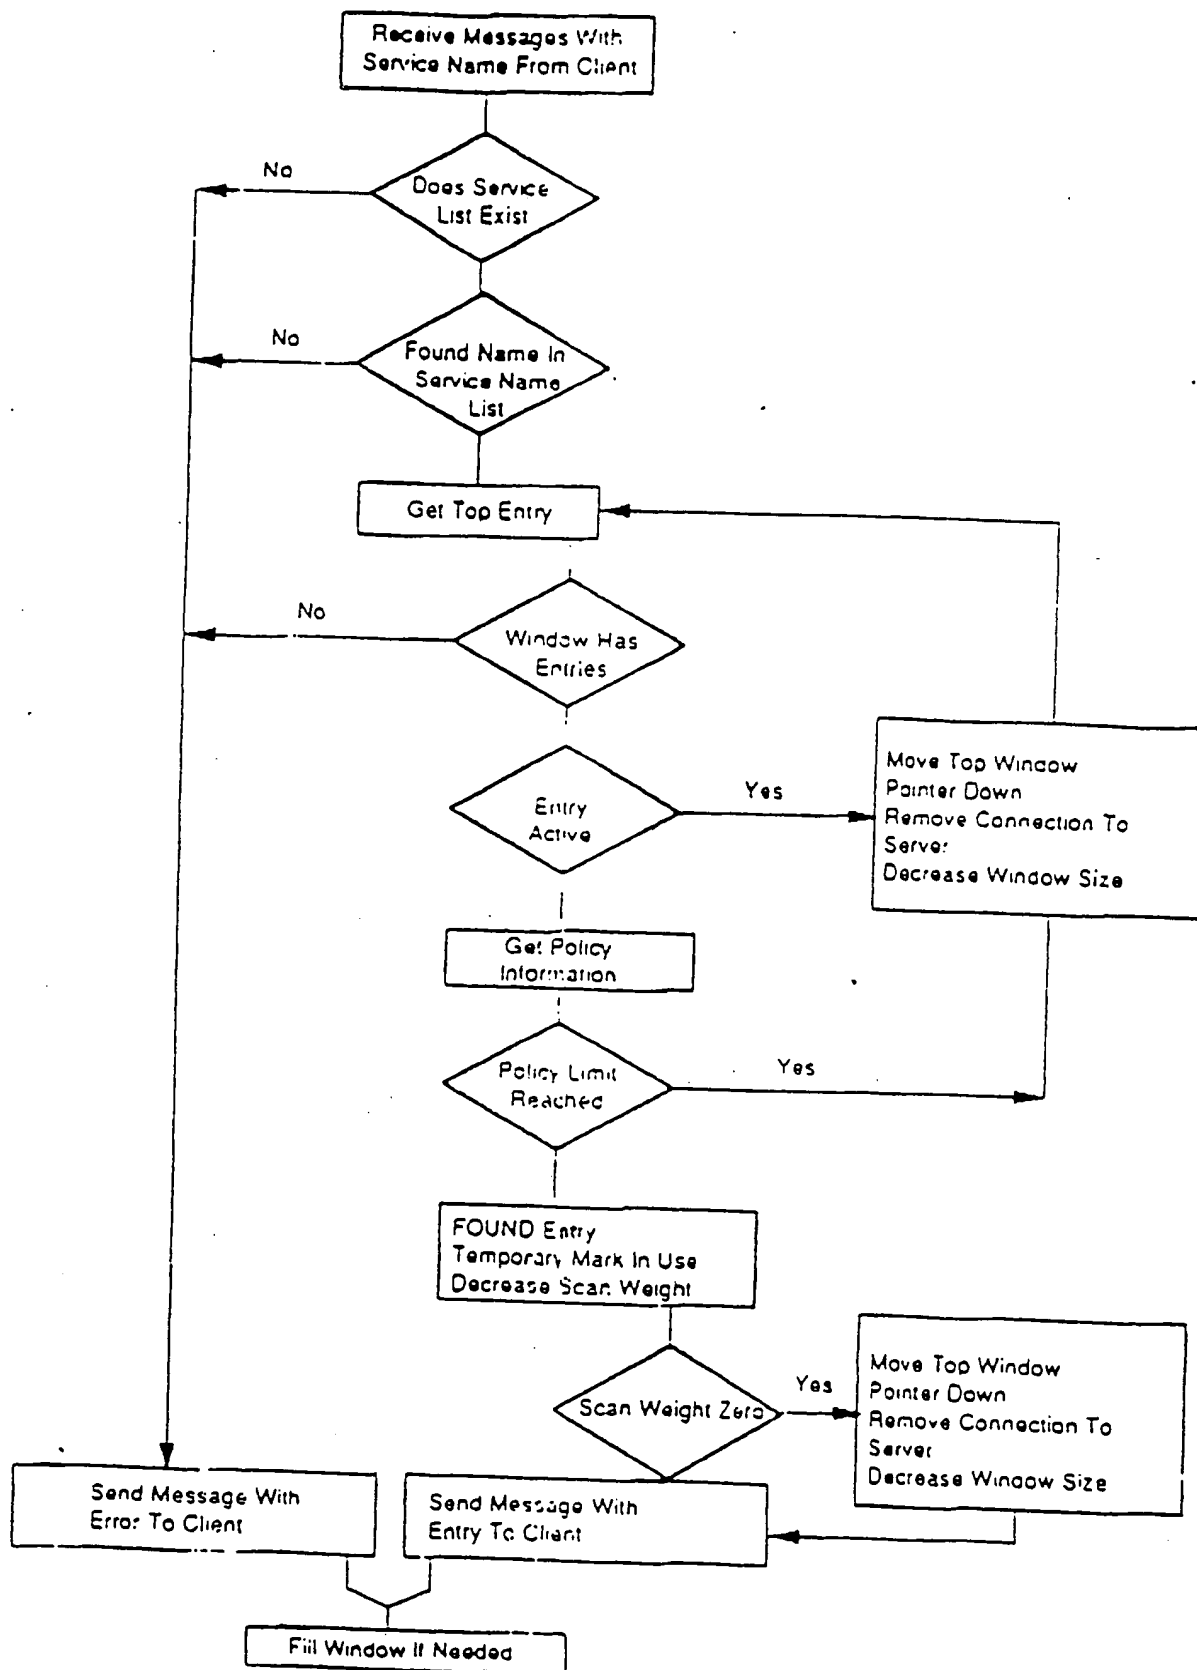 Receive Messages With
Service Name From Client
No
Does Service
List Exist
No
Found Name In
Service Name
List
Get Top Entry
No
Window Has
Entries
Entry
Active
Yes
Move Top Window
Pointer Down
Remove Connection To
Server
Decrease Window Size
Get Policy
Information
Policy Limit
Reached
Yes
FOUND Entry
Temporary Mark In Use
Decrease Scan Weight
Scan Weight Zero
Yes
Move Top Window
Pointer Down
Remove Connection To
Server
Decrease Window Size
Send Message With
Error To Client
Send Message With
Entry To Client
Fill Window If Needed